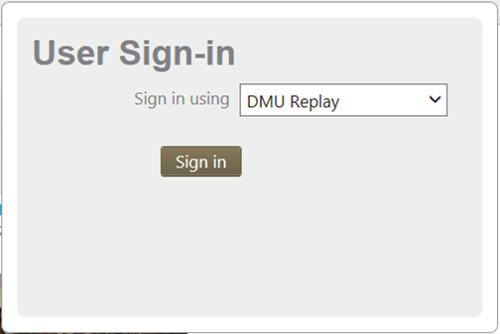 User Sign-in
Sign in using DMU Replay
Sign in